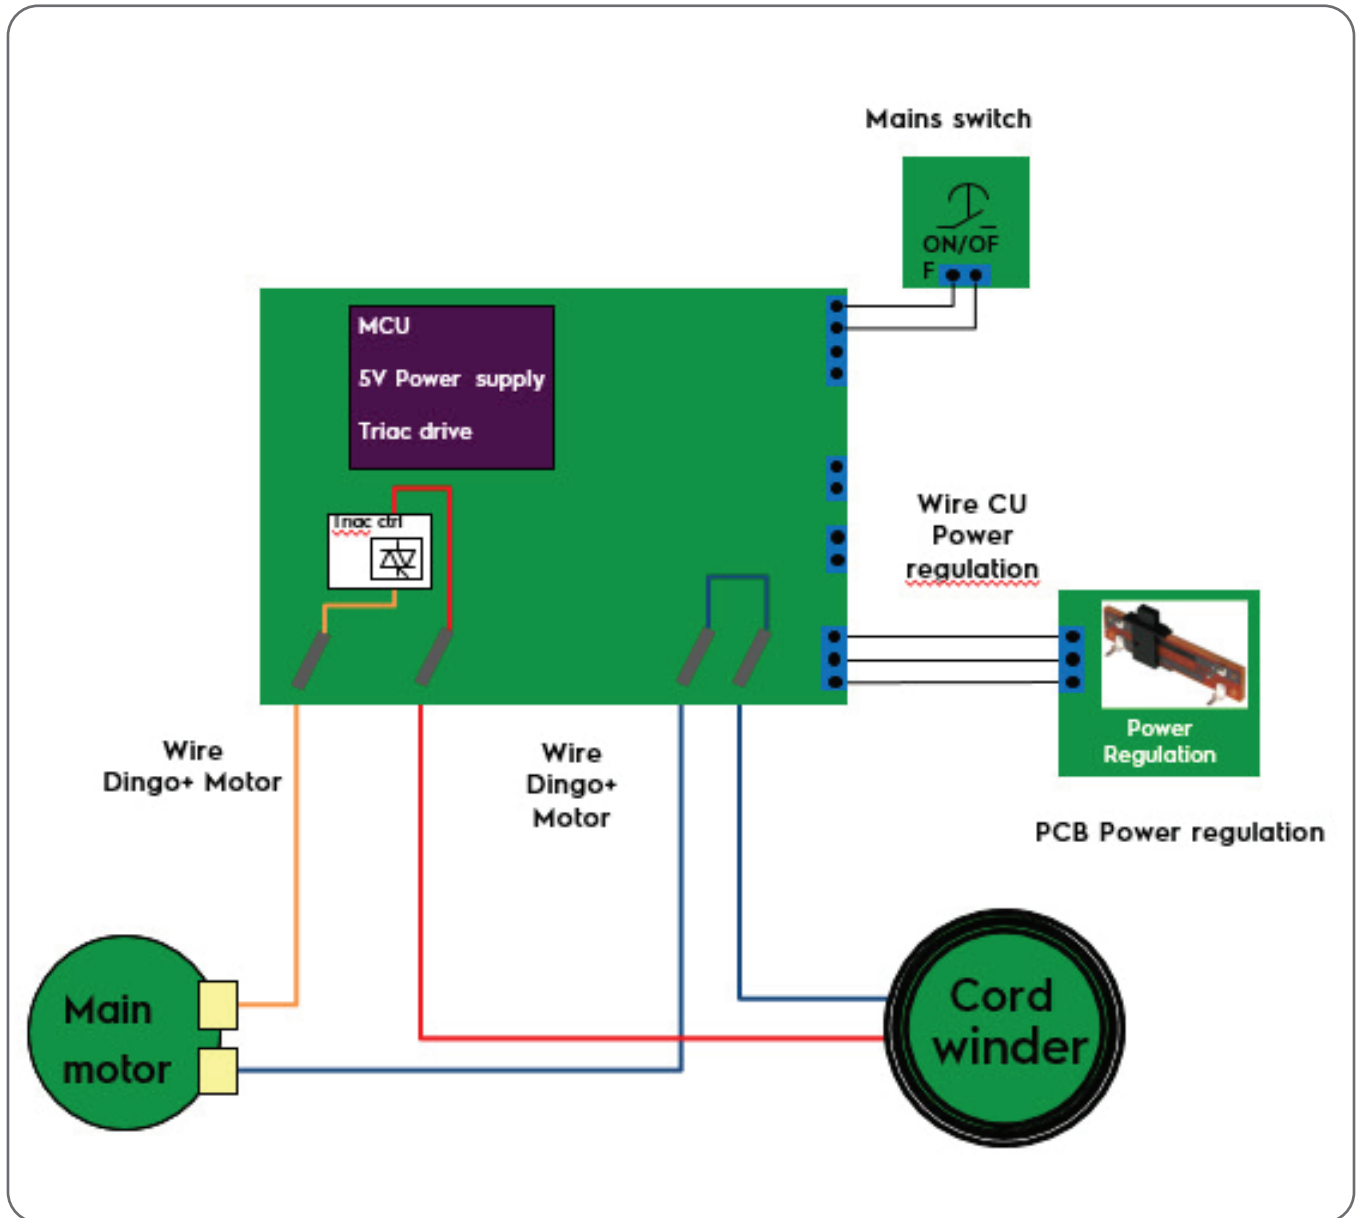 Mains switch
ON/OF
F
MCU
5V Power supply
Triac drive
Triac ctrl
Wire CU
Power
regulation
Power
Regulation
PCB Power regulation
Wire
Dingo+ Motor
Wire
Dingo+
Motor
Main
motor
Cord
winder